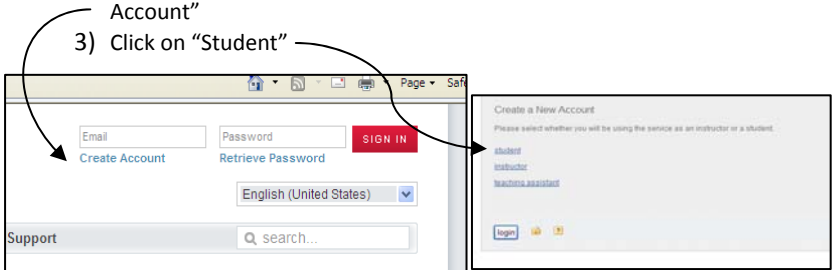 Account”
3) Click on “Student”
Page
Safe
Email
Password
SIGN IN
Create Account
Retrieve Password
English (United States)
Support
search...
Create a New Account
Please select whether you will be using the service as an instructor or a student.
student
instructor
teaching assistant
login